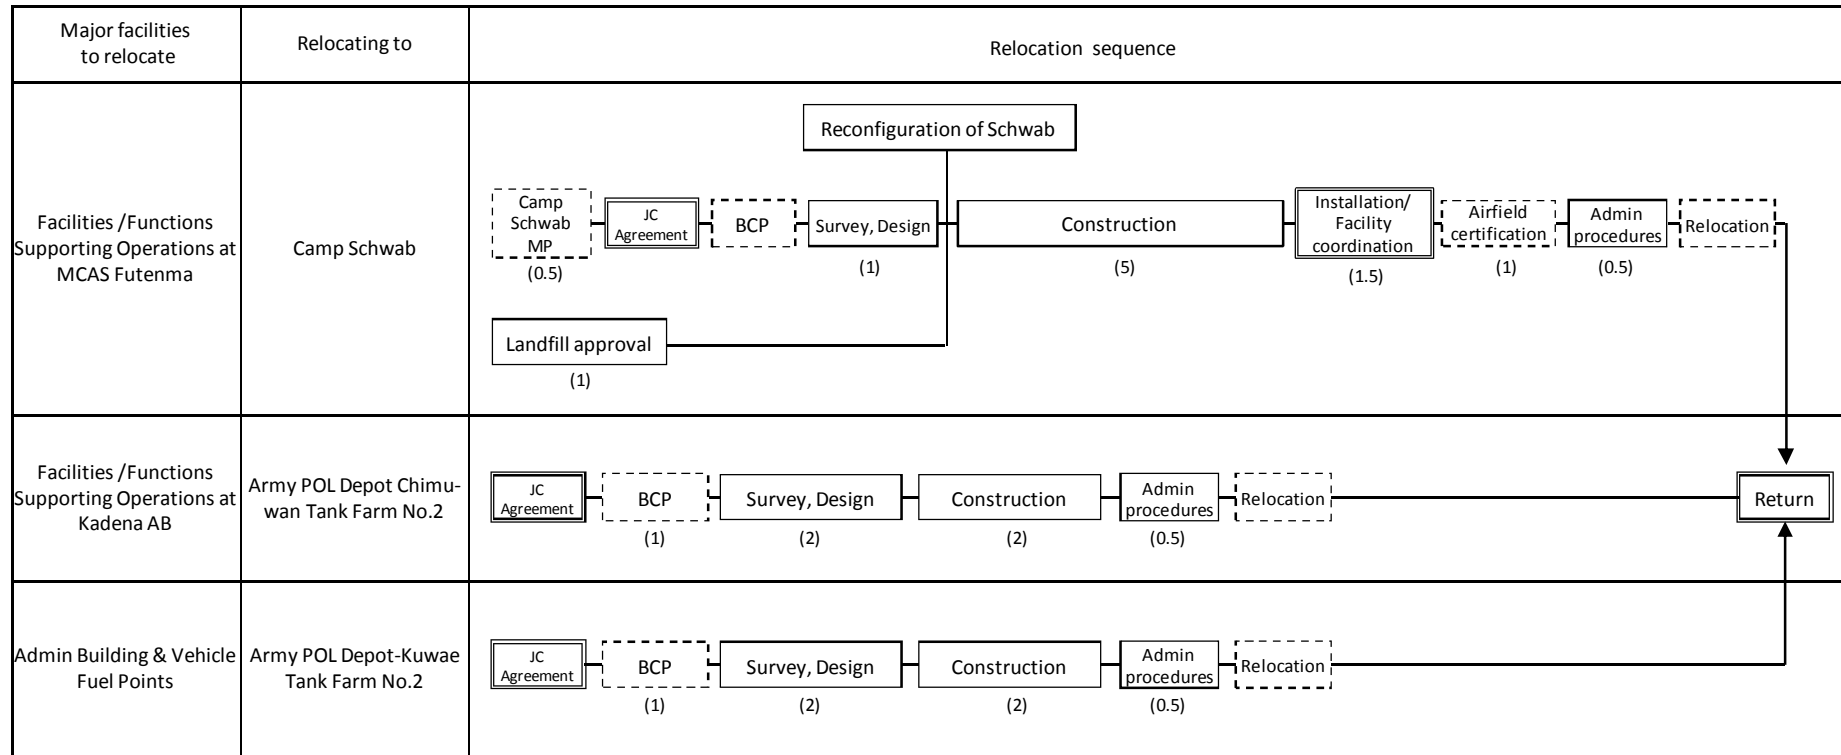 Major facilities
to relocate
Relocating to
Relocation sequence
Facilities /Functions
Supporting Operations at
MCAS Futenma
Camp Schwab
Reconfiguration of Schwab
Camp
Schwab
MP
(0.5)
JC
Agreement
BCP
Survey, Design
(1)
Construction
(5)
Installation/
Facility
coordination
(1.5)
Airfield
certification
(1)
Admin
procedures
(0.5)
Relocation
Landfill approval
(1)
Facilities /Functions
Supporting Operations at
Kadena AB
Army POL Depot Chimu-
wan Tank Farm No.2
JC
Agreement
BCP
(1)
Survey, Design
(2)
Construction
(2)
Admin
procedures
(0.5)
Relocation
Return
Admin Building & Vehicle
Fuel Points
Army POL Depot-Kuwae
Tank Farm No.2
JC
Agreement
BCP
(1)
Survey, Design
(2)
Construction
(2)
Admin
procedures
(0.5)
Relocation